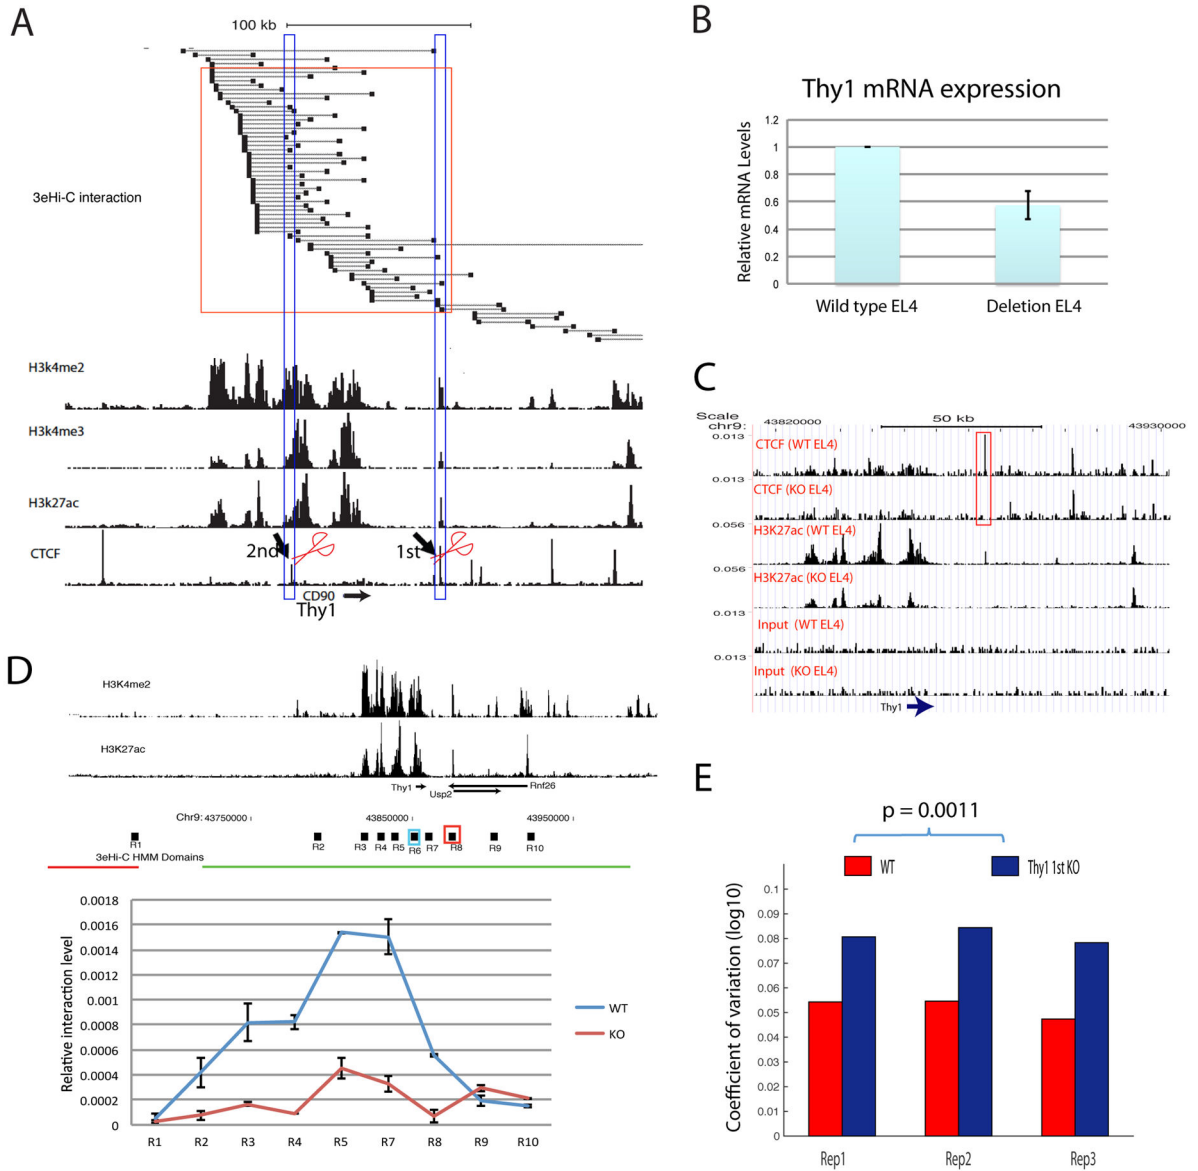 A
100 kb
3eHi-C interaction
H3k4me2
H3k4me3
H3k27ac
CTCF
2nd
1st
CD90
Thy1
B
Thy1 mRNA expression
Relative mRNA Levels
1.2
1
0.8
0.6
0.4
0.2
0
Wild type EL4
Deletion EL4
C
Scale
chr9:
43820000
50 kb
43930000
0.013
CTCF (WT EL4)
0.013
CTCF (KO EL4)
0.056
H3K27ac (WT EL4)
0.056
H3K27ac (KO EL4)
0.013
Input (WT EL4)
0.013
Input (KO EL4)
Thy1
D
H3K4me2
H3K27ac
Thy1
Usp2
Rnf26
Chr9: 43750000
43850000
43950000
R1
R2
R3
R4
R5
R6
R7
R8
R9
R10
3eHi-C HMM Domains
Relative interaction level
0.0018
0.0016
0.0014
0.0012
0.001
0.0008
0.0006
0.0004
0.0002
0
R1
R2
R3
R4
R5
R7
R8
R9
R10
WT
KO
E
p = 0.0011
WT
Thy1 1st KO
Coefficient of variation (log10)
0.1
0.09
0.08
0.07
0.06
0.05
0.04
0.03
0.02
0.01
0
Rep1
Rep2
Rep3